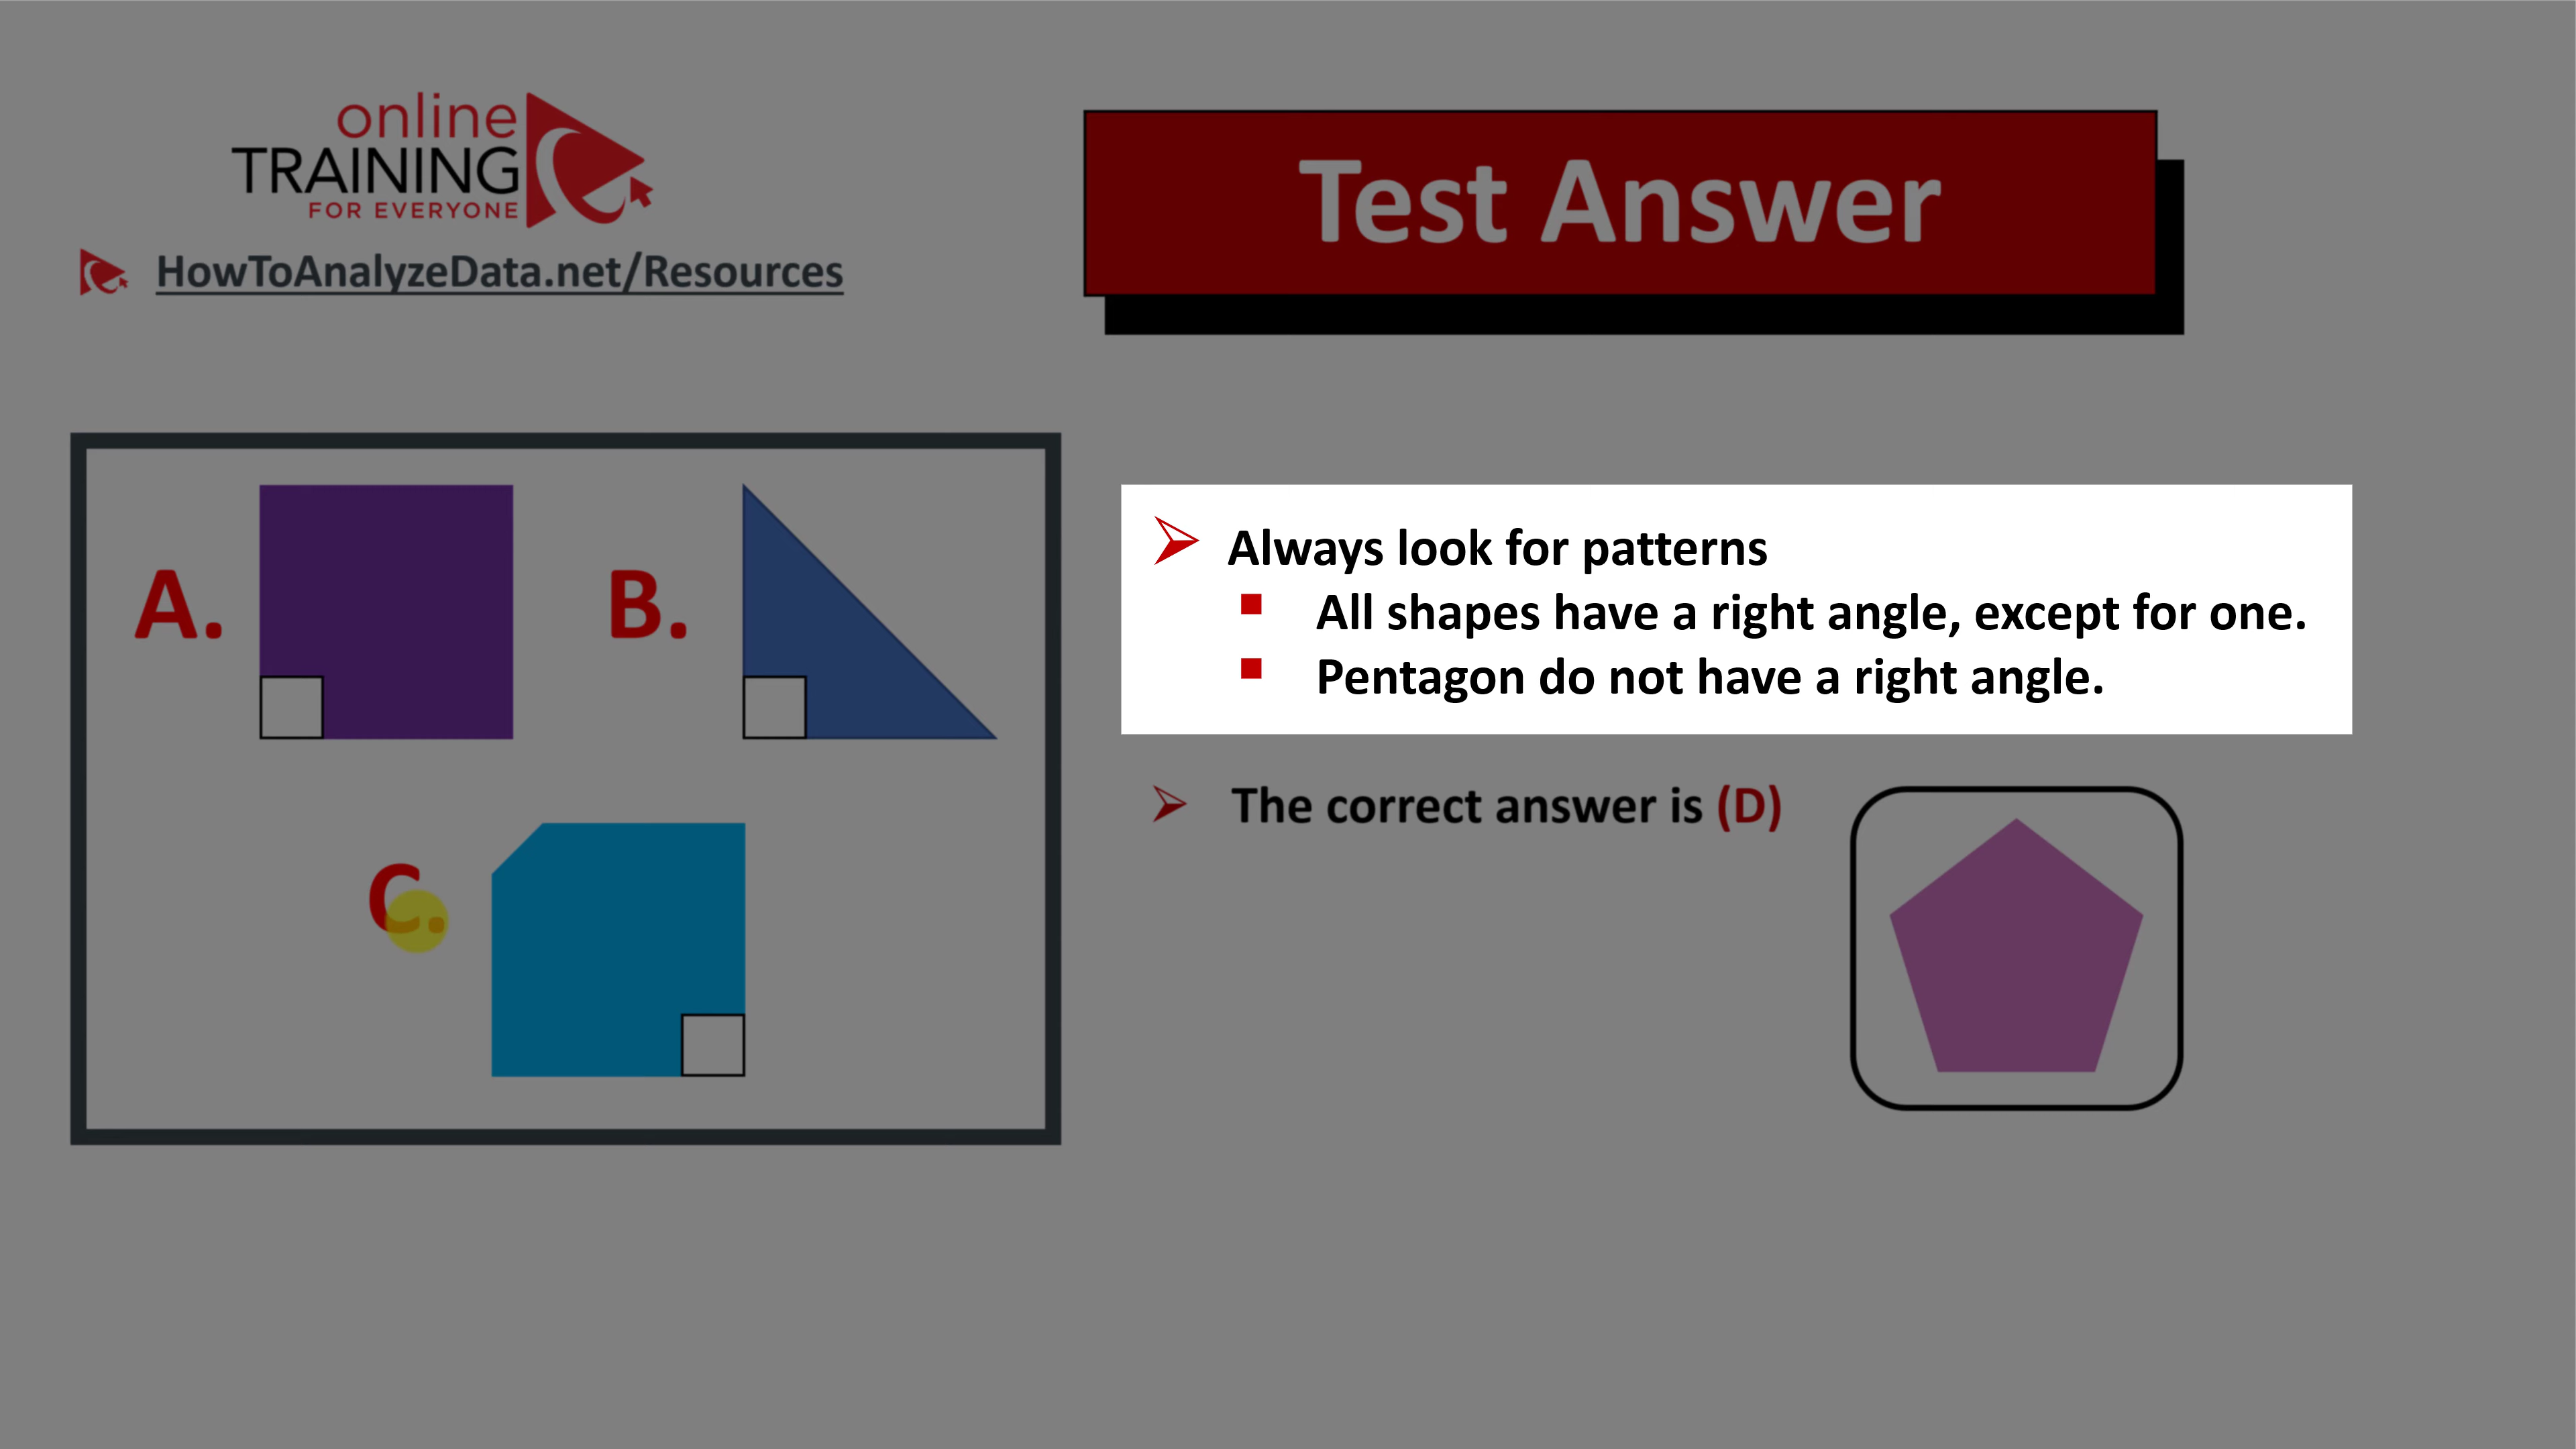 online
TRAINING
FOR EVERYONE
HowToAnalyzeData.net/Resources
Test Answer
A.
B.
C.
Always look for patterns
All shapes have a right angle, except for one.
Pentagon do not have a right angle.
The correct answer is (D)